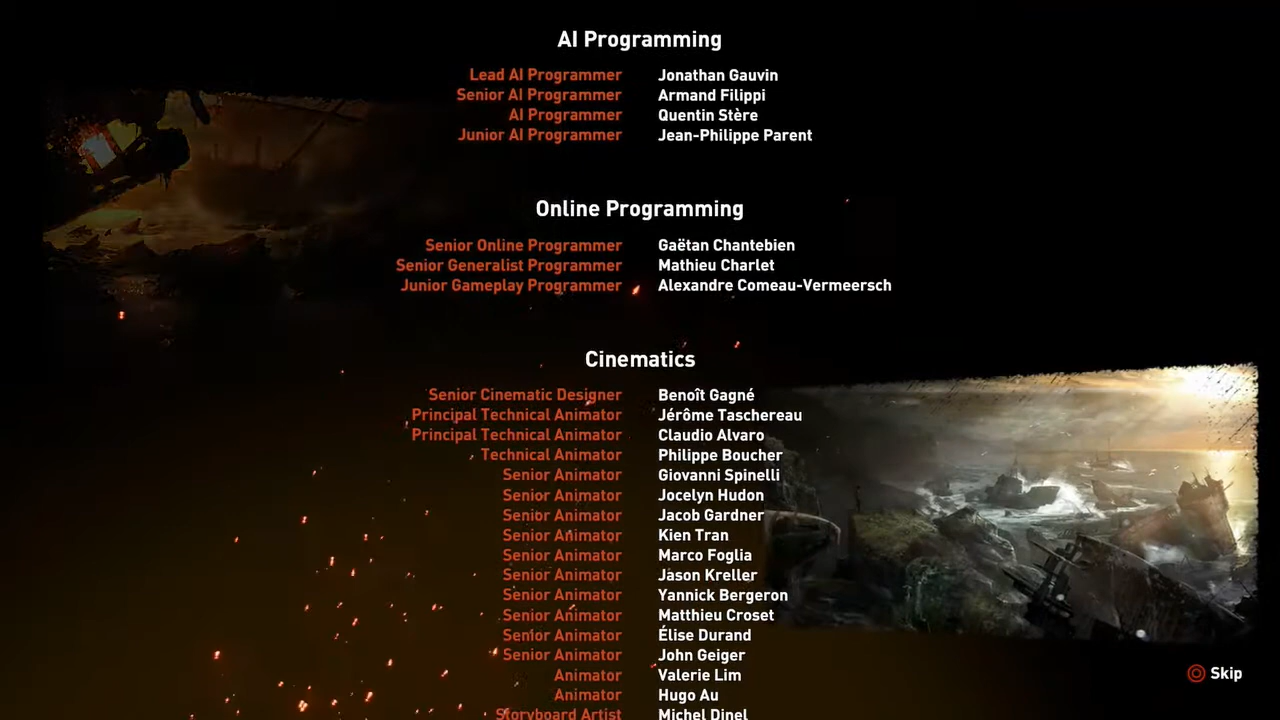 AI Programming
Lead AI Programmer Jonathan Gauvin
Senior AI Programmer Armand Filippi
AI Programmer Quentin Stère
Junior AI Programmer Jean-Philippe Parent
Online Programming
Senior Online Programmer Gaëtan Chantebien
Senior Generalist Programmer Mathieu Charlet
Junior Gameplay Programmer Alexandre Comeau-Vermeersch
Cinematics
Senior Cinematic Designer Benoît Gagné
Principal Technical Animator Jérôme Taschereau
Principal Technical Animator Claudio Alvaro
Technical Animator Philippe Boucher
Senior Animator Giovanni Spinelli
Senior Animator Jocelyn Hudon
Senior Animator Jacob Gardner
Senior Animator Kien Tran
Senior Animator Marco Foglia
Senior Animator Jason Kreller
Senior Animator Yannick Bergeron
Senior Animator Matthieu Croset
Senior Animator Élise Durand
Senior Animator John Geiger
Animator Valerie Lim
Animator Hugo Au
Storyboard Artist Michel Dinel
Skip